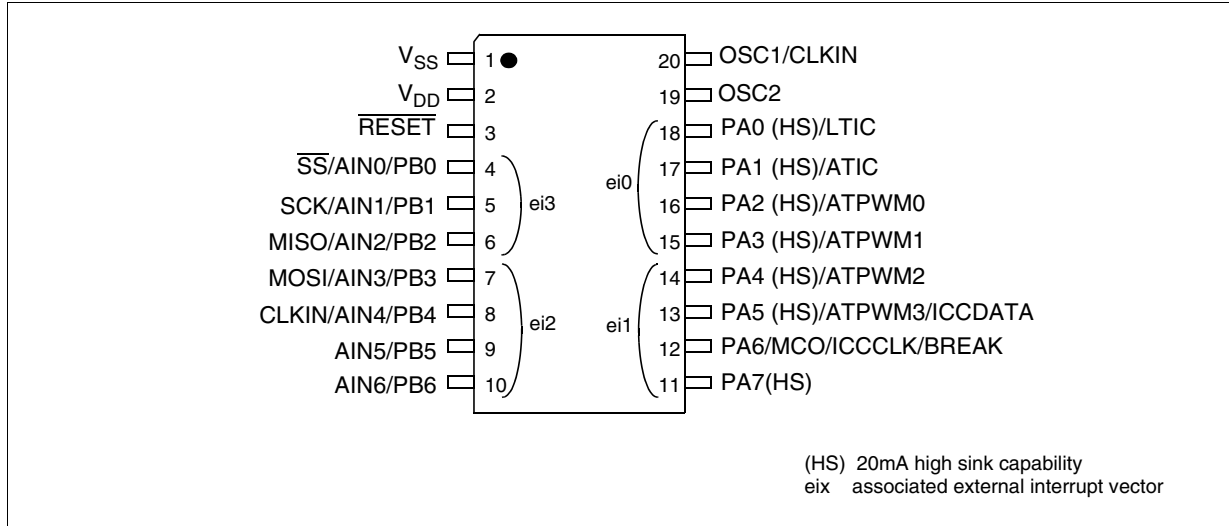 V_SS 1 20 OSC1/CLKIN
V_DD 2 19 OSC2
RESET 3 18 PA0 (HS)/LTIC
SS/AIN0/PB0 4 17 PA1 (HS)/ATIC
ei3 ei0
SCK/AIN1/PB1 5 16 PA2 (HS)/ATPWM0
MISO/AIN2/PB2 6 15 PA3 (HS)/ATPWM1
MOSI/AIN3/PB3 7 14 PA4 (HS)/ATPWM2
CLKIN/AIN4/PB4 8 13 PA5 (HS)/ATPWM3/ICCDATA
ei2 ei1
AIN5/PB5 9 12 PA6/MCO/ICCCLK/BREAK
AIN6/PB6 10 11 PA7(HS)
(HS) 20mA high sink capability
eix associated external interrupt vector